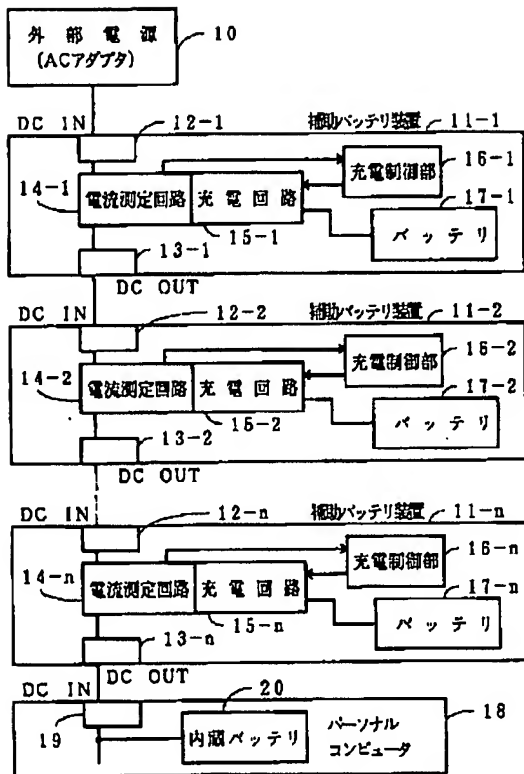 外部電源
(ACアダプタ)
10
DC IN
12-1
補助バッテリ装置
11-1
充電制御部
16-1
14-1
電流測定回路
充電回路
15-1
17-1
バッテリ
13-1
DC OUT
DC IN
12-2
補助バッテリ装置
11-2
充電制御部
16-2
14-2
電流測定回路
充電回路
15-2
17-2
バッテリ
13-2
DC OUT
DC IN
12-n
補助バッテリ装置
11-n
充電制御部
16-n
14-n
電流測定回路
充電回路
15-n
17-n
バッテリ
13-n
DC OUT
DC IN
19
20
内蔵バッテリ
パーソナル
コンピュータ
18